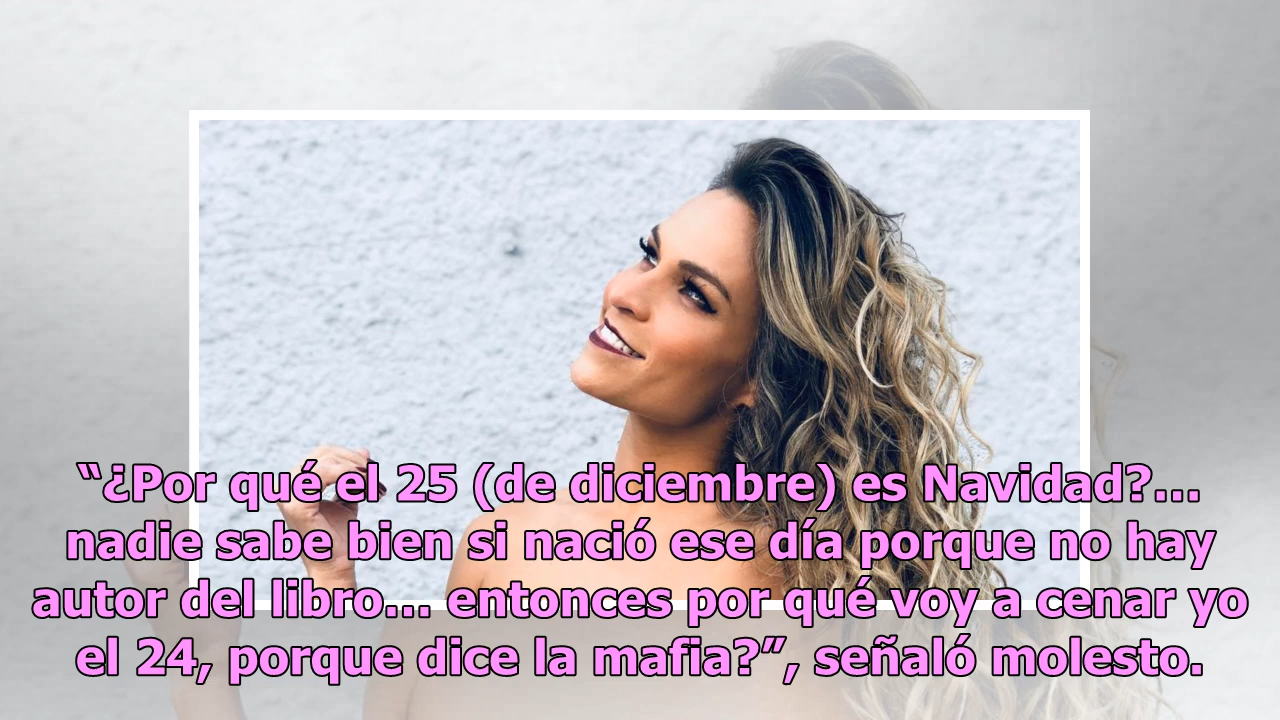 “¿Por qué el 25 (de diciembre) es Navidad?...
nadie sabe bien si nació ese día porque no hay
autor del libro... entonces por qué voy a cenar yo
el 24, porque dice la mafia?”, señaló molesto.